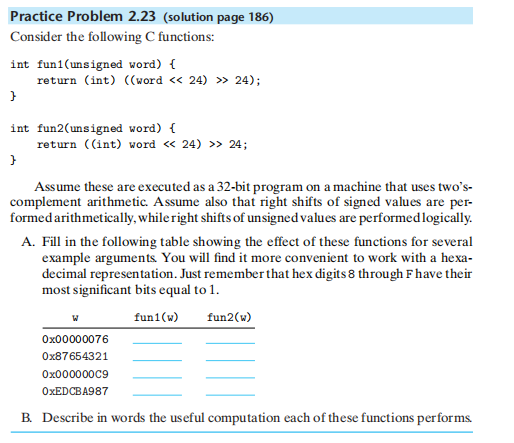 Practice Problem 2.23 (solution page 186)
Consider the following C functions:
int fun1(unsigned word) {
    return (int) ((word << 24) >> 24);
}
int fun2(unsigned word) {
    return ((int) word << 24) >> 24;
}
Assume these are executed as a 32-bit program on a machine that uses two's-
complement arithmetic. Assume also that right shifts of signed values are per-
formed arithmetically, while right shifts of unsigned values are performed logically.
A. Fill in the following table showing the effect of these functions for several
example arguments. You will find it more convenient to work with a hexa-
decimal representation. Just remember that hex digits 8 through F have their
most significant bits equal to 1.
w fun1(w) fun2(w)
0x00000076
0x87654321
0x000000C9
0xEDCBA987
B. Describe in words the useful computation each of these functions performs.